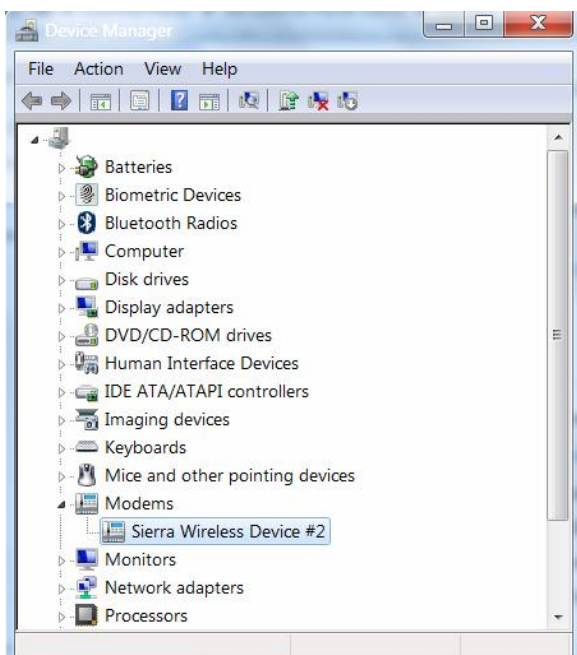 Device Manager
File Action View Help
Batteries
Biometric Devices
Bluetooth Radios
Computer
Disk drives
Display adapters
DVD/CD-ROM drives
Human Interface Devices
IDE ATA/ATAPI controllers
Imaging devices
Keyboards
Mice and other pointing devices
Modems
Sierra Wireless Device #2
Monitors
Network adapters
Processors